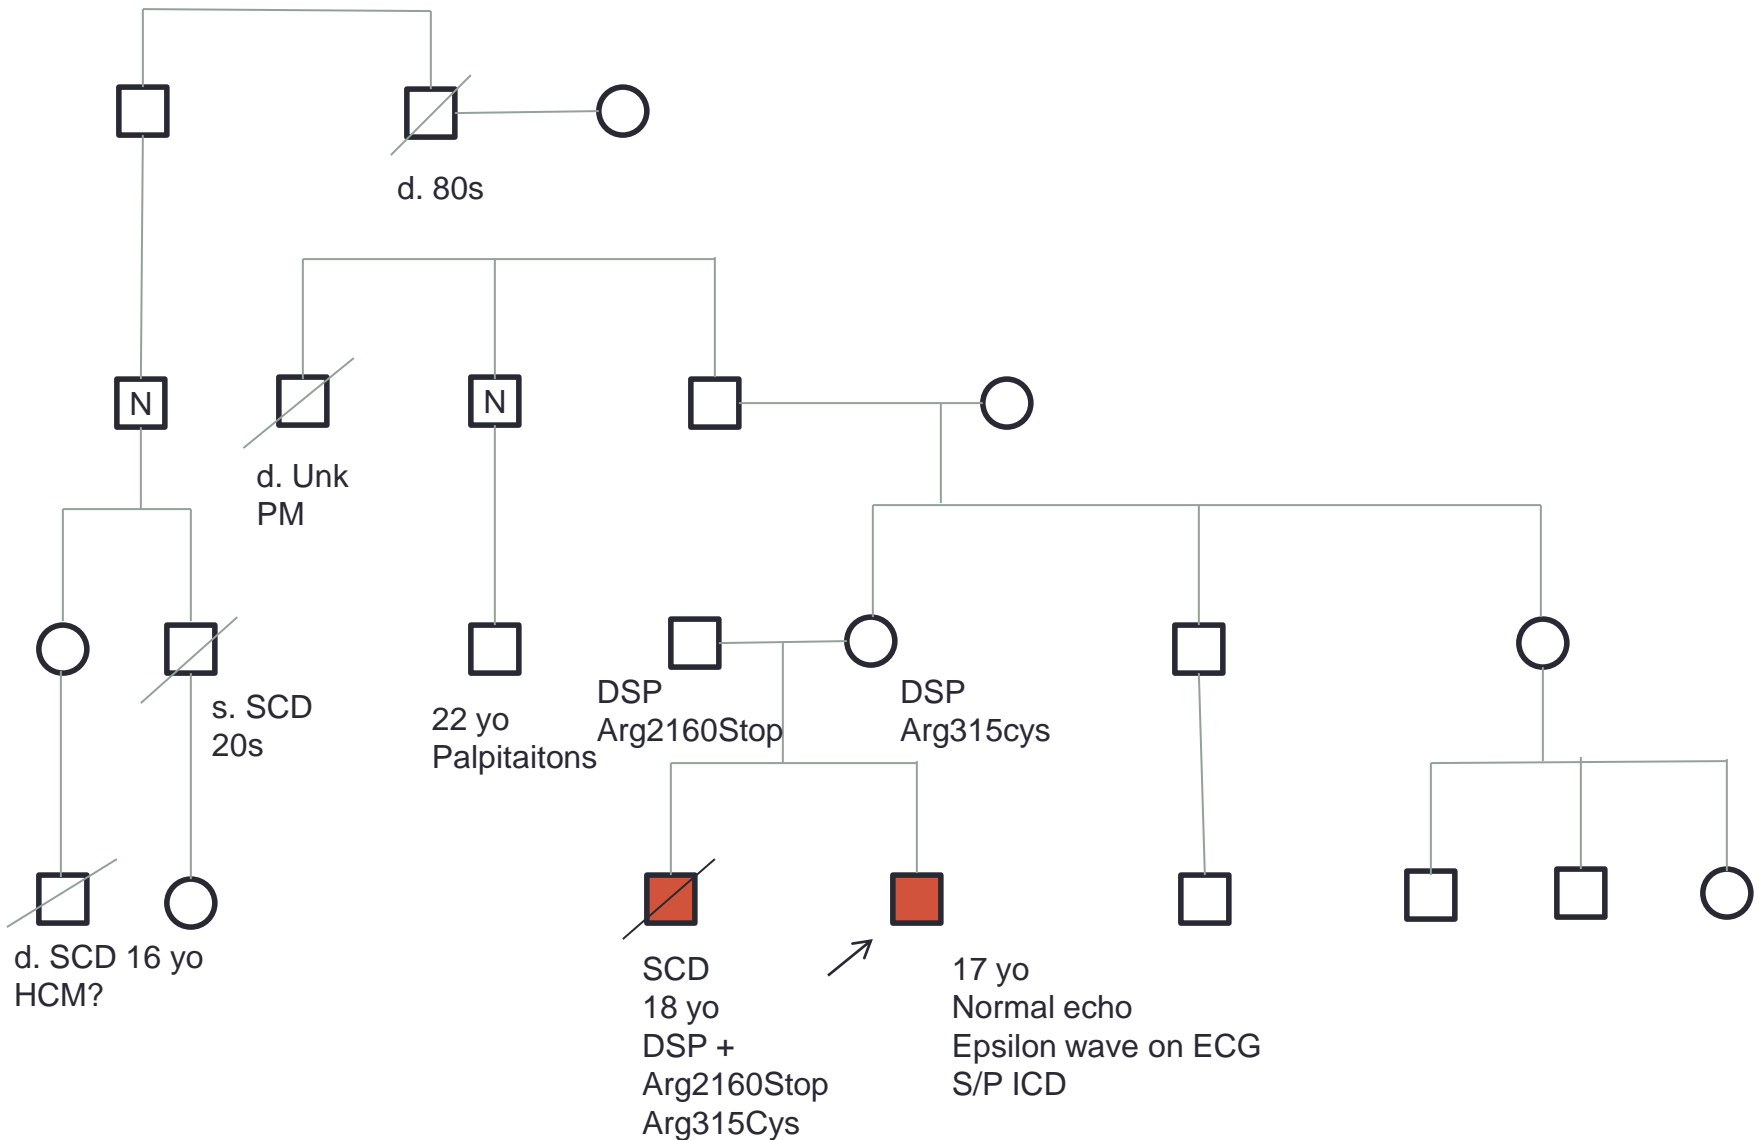 d. 80s
N
N
d. Unk
PM
s. SCD
20s
22 yo
Palpitaitons
DSP
Arg2160Stop
DSP
Arg315cys
d. SCD 16 yo
HCM?
SCD
18 yo
DSP +
Arg2160Stop
Arg315Cys
17 yo
Normal echo
Epsilon wave on ECG
S/P ICD